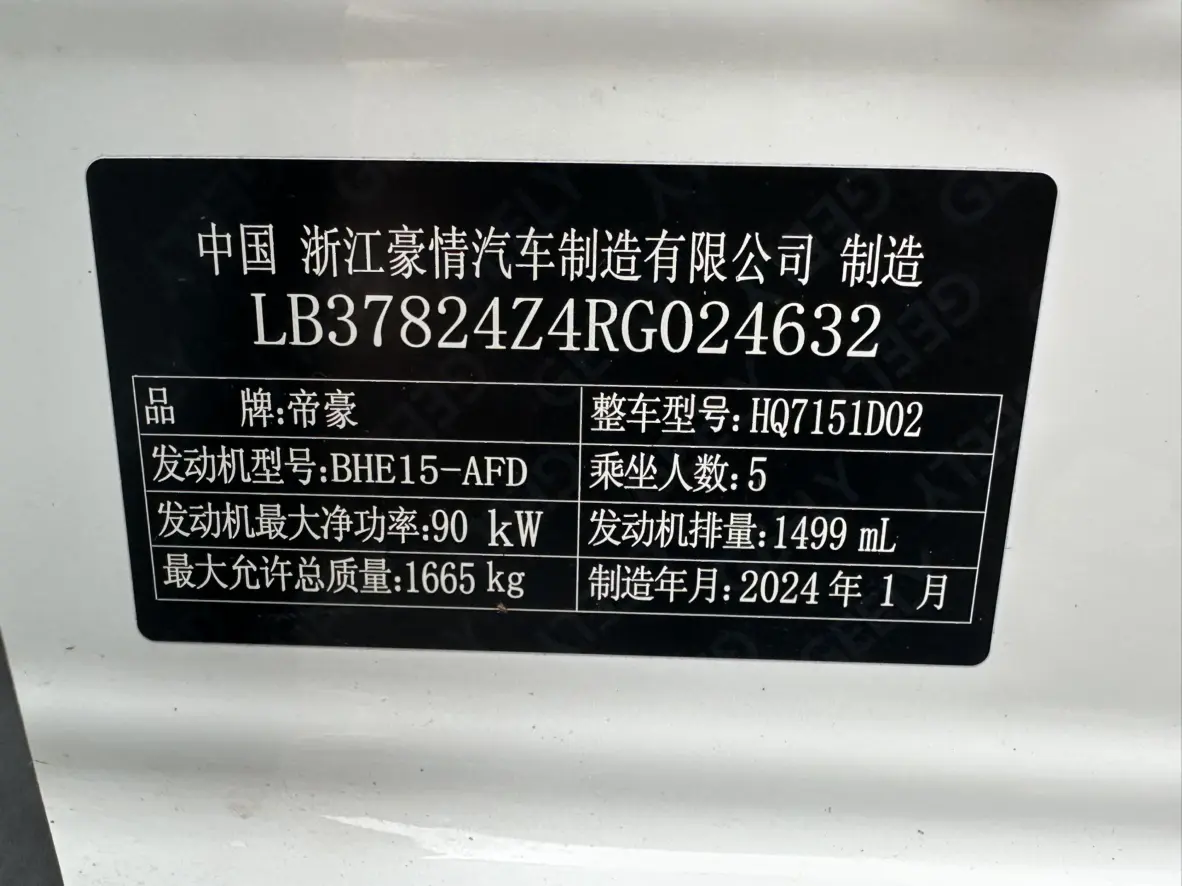 中国 浙江豪情汽车制造有限公司 制造
LB37824Z4RG024632
品 牌:帝豪 整车型号:HQ7151D02
发动机型号:BHE15-AFD 乘坐人数:5
发动机最大净功率:90 kW 发动机排量:1499 mL
最大允许总质量:1665 kg 制造年月:2024 年 1 月